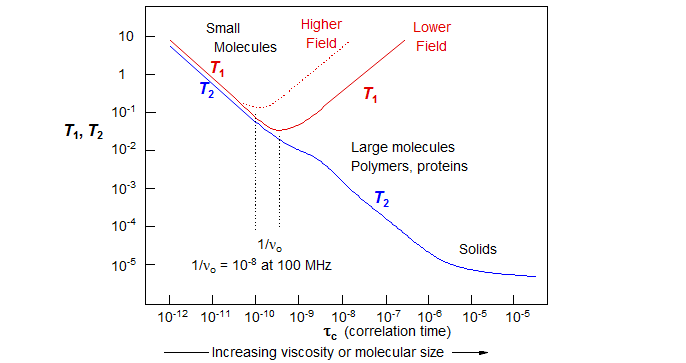 Small
Molecules
Higher
Field
Lower
Field
10
1
10⁻¹
10⁻²
10⁻³
10⁻⁴
10⁻⁵
T₁, T₂
T₁
T₂
T₁
Large molecules
Polymers, proteins
T₂
Solids
1/νₒ
1/νₒ = 10⁻⁸ at 100 MHz
10⁻¹² 10⁻¹¹ 10⁻¹⁰ 10⁻⁹ 10⁻⁸ 10⁻⁷ 10⁻⁶ 10⁻⁵ 10⁻⁵
τc (correlation time)
Increasing viscosity or molecular size